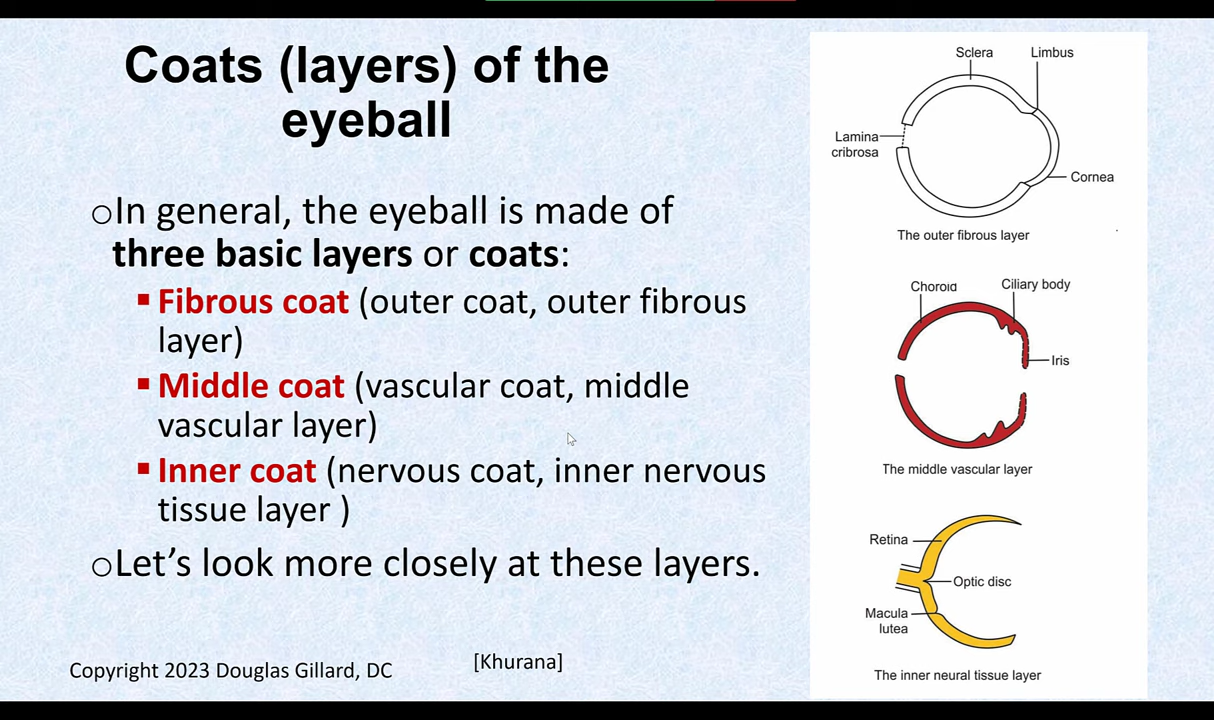 Coats (layers) of the
eyeball
oIn general, the eyeball is made of
three basic layers or coats:
▪ Fibrous coat (outer coat, outer fibrous
layer)
▪ Middle coat (vascular coat, middle
vascular layer)
▪ Inner coat (nervous coat, inner nervous
tissue layer )
oLet’s look more closely at these layers.
Copyright 2023 Douglas Gillard, DC
[Khurana]
Sclera
Limbus
Lamina
cribrosa
Cornea
The outer fibrous layer
Choroid
Ciliary body
Iris
The middle vascular layer
Retina
Optic disc
Macula
lutea
The inner neural tissue layer